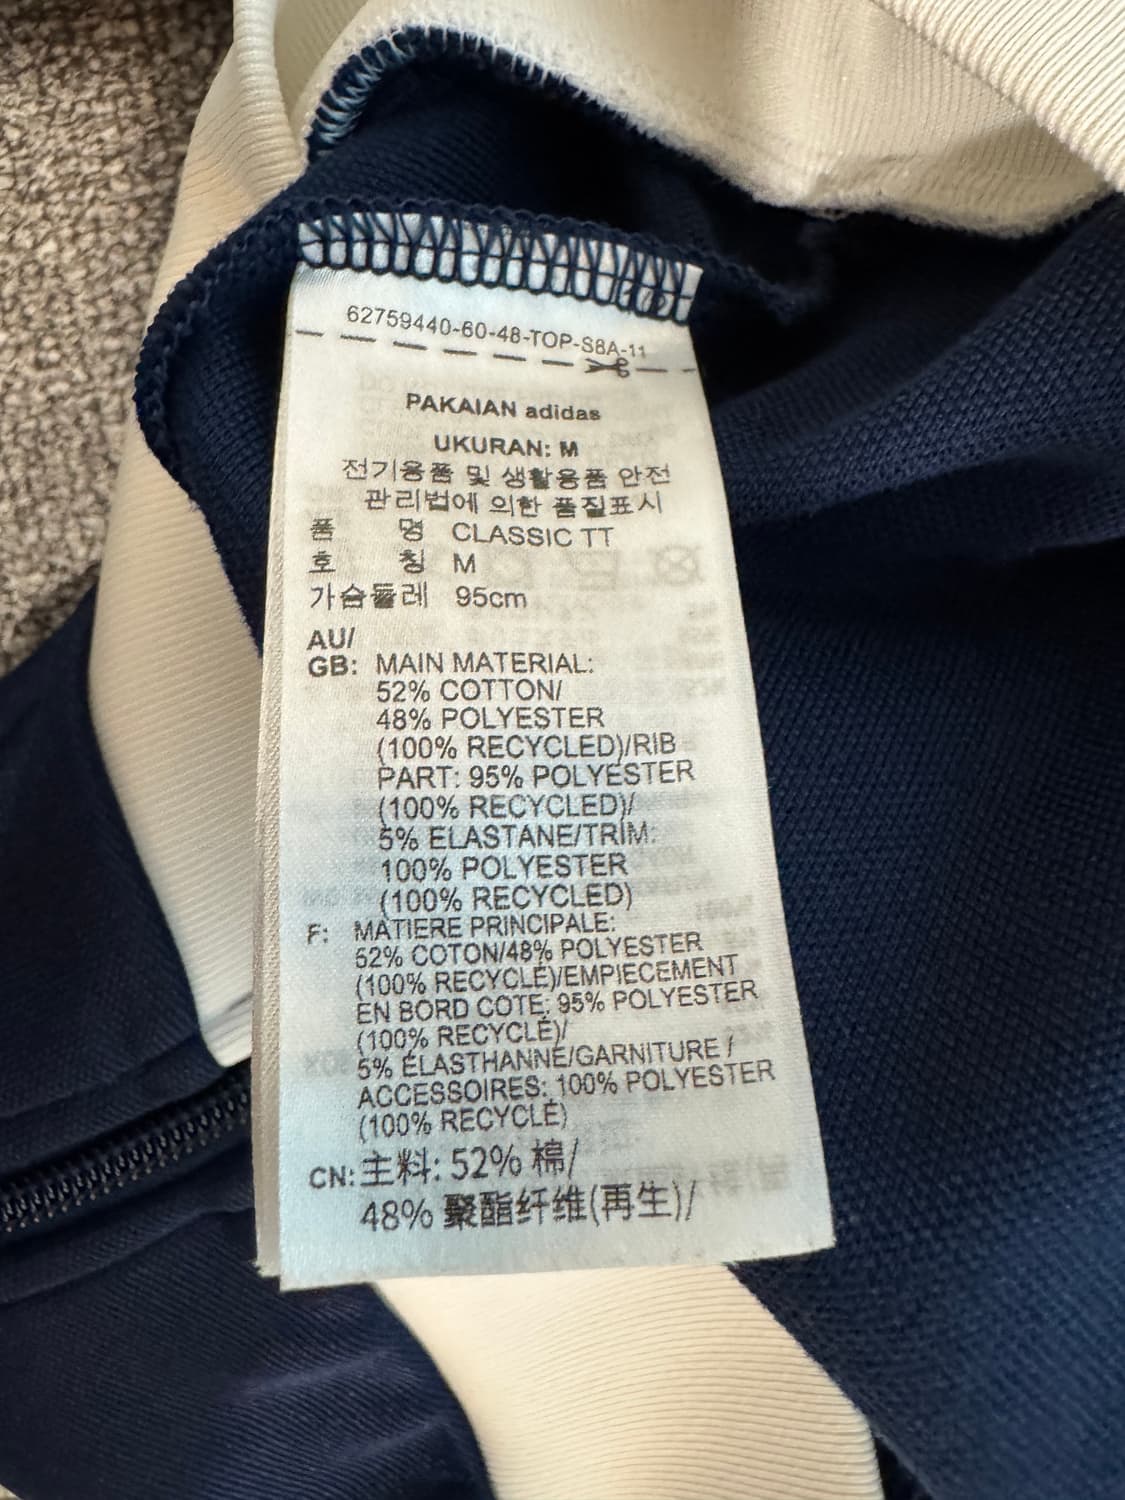 62759440-60-48-TOP-S8A-11
PAKAIAN adidas
UKURAN: M
전기용품 및 생활용품 안전
관리법에 의한 품질표시
품 명 CLASSIC TT
호 칭 M
가슴둘레 95cm
AU/
GB: MAIN MATERIAL:
52% COTTON/
48% POLYESTER
(100% RECYCLED)/RIB
PART: 95% POLYESTER
(100% RECYCLED)/
5% ELASTANE/TRIM:
100% POLYESTER
(100% RECYCLED)
F: MATIERE PRINCIPALE:
52% COTON/48% POLYESTER
(100% RECYCLÉ)/EMPIECEMENT
EN BORD COTE: 95% POLYESTER
(100% RECYCLÉ)/
5% ÉLASTHANNE/GARNITURE /
ACCESSOIRES: 100% POLYESTER
(100% RECYCLÉ)
CN: 主料: 52% 棉/
48% 聚酯纤维(再生)/